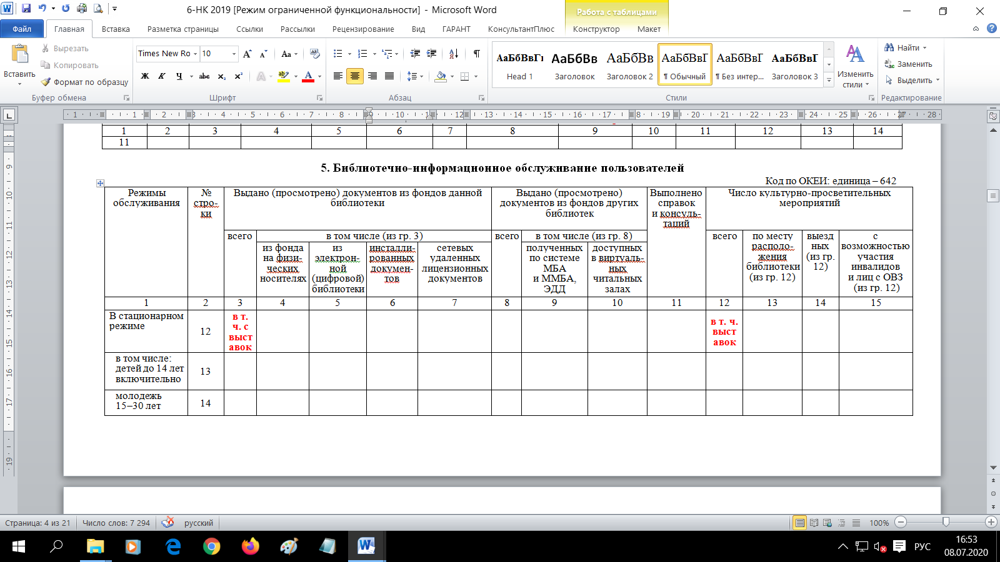 6-НК 2019 [Режим ограниченной функциональности] - Microsoft Word
Работа с таблицами
Файл Главная Вставка Разметка страницы Ссылки Рассылки Рецензирование Вид ГАРАНТ КонсультантПлюс Конструктор Макет
Вставить
Вырезать
Копировать
Формат по образцу
Буфер обмена
Times New Ro 10
Шрифт
Абзац
АаБбВвГг АаБбВв АаБбВв АаБбВвГ АаБбВвГ АаБбВвГ
Head 1 Заголовок Заголовок 2 ¶ Обычный ¶ Без интер... Заголовок 3
Стили
Изменить
стили
Найти
Заменить
Выделить
Редактирование
1 2 3 4 5 6 7 8 9 10 11 12 13 14
11
5. Библиотечно-информационное обслуживание пользователей
Код по ОКЕИ: единица – 642
Режимы
обслуживания
№
стро-
ки
Выдано (просмотрено) документов из фондов данной
библиотеки
Выдано (просмотрено)
документов из фондов других
библиотек
Выполнено
справок
и консуль-
таций
Число культурно-просветительных
мероприятий
всего
в том числе (из гр. 3)
из фонда
на физи-
ческих
носителях
из
электрон-
ной
(цифровой)
библиотеки
инсталли-
рованных
докумен-
тов
сетевых
удаленных
лицензионных
документов
всего
в том числе (из гр. 8)
полученных
по системе
МБА
и ММБА,
ЭДД
доступных
в виртуаль-
ных
читальных
залах
всего
по месту
располо-
жения
библиотеки
(из гр. 12)
выезд
ных
(из гр.
12)
с
возможностью
участия
инвалидов
и лиц с ОВЗ
(из гр. 12)
1 2 3 4 5 6 7 8 9 10 11 12 13 14 15
В стационарном
режиме
12
в т.
ч. с
выст
авок
в т. ч.
выст
авок
в том числе:
детей до 14 лет
включительно
13
молодежь
15–30 лет
14
Страница: 4 из 21 Число слов: 7 294 русский 100%
РУС
16:53
08.07.2020